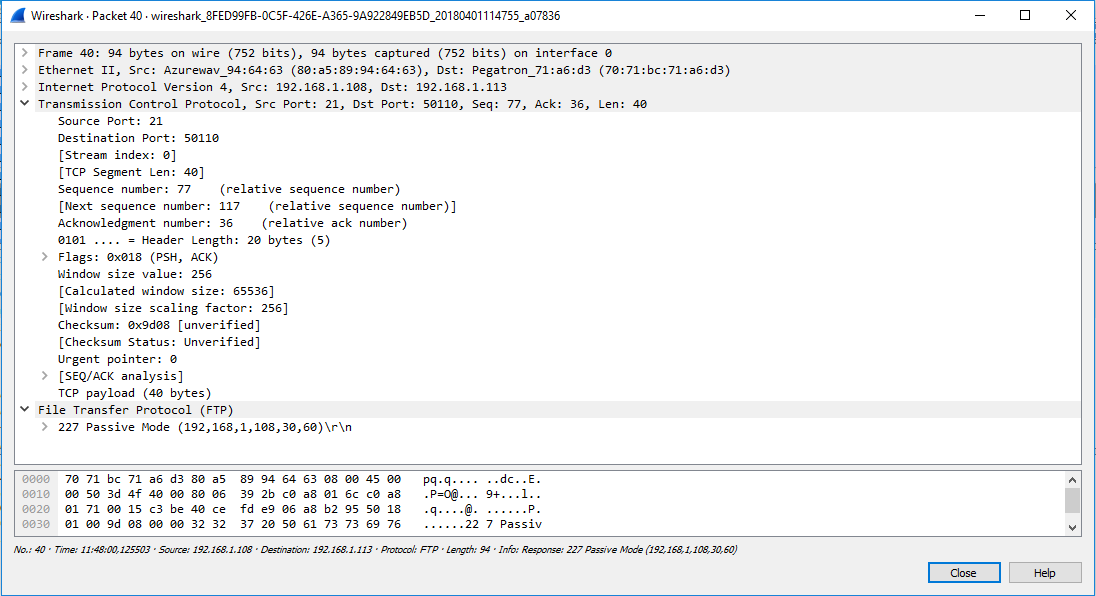 Wireshark · Packet 40 · wireshark_8FED99FB-0C5F-426E-A365-9A922849EB5D_20180401114755_a07836
Frame 40: 94 bytes on wire (752 bits), 94 bytes captured (752 bits) on interface 0
Ethernet II, Src: Azurewav_94:64:63 (80:a5:89:94:64:63), Dst: Pegatron_71:a6:d3 (70:71:bc:71:a6:d3)
Internet Protocol Version 4, Src: 192.168.1.108, Dst: 192.168.1.113
Transmission Control Protocol, Src Port: 21, Dst Port: 50110, Seq: 77, Ack: 36, Len: 40
Source Port: 21
Destination Port: 50110
[Stream index: 0]
[TCP Segment Len: 40]
Sequence number: 77    (relative sequence number)
[Next sequence number: 117    (relative sequence number)]
Acknowledgment number: 36    (relative ack number)
0101 .... = Header Length: 20 bytes (5)
Flags: 0x018 (PSH, ACK)
Window size value: 256
[Calculated window size: 65536]
[Window size scaling factor: 256]
Checksum: 0x9d08 [unverified]
[Checksum Status: Unverified]
Urgent pointer: 0
[SEQ/ACK analysis]
TCP payload (40 bytes)
File Transfer Protocol (FTP)
227 Passive Mode (192,168,1,108,30,60)\r\n
0000  70 71 bc 71 a6 d3 80 a5  89 94 64 63 08 00 45 00   pq.q.... ..dc..E.
0010  00 50 3d 4f 40 00 80 06  39 2b c0 a8 01 6c c0 a8   .P=O@... 9+...l..
0020  01 71 00 15 c3 be 40 ce  fd e9 06 a8 b2 95 50 18   .q....@. ......P.
0030  01 00 9d 08 00 00 32 32  37 20 50 61 73 73 69 76   ......22 7 Passiv
No.: 40 · Time: 11:48:00,125503 · Source: 192.168.1.108 · Destination: 192.168.1.113 · Protocol: FTP · Length: 94 · Info: Response: 227 Passive Mode (192,168,1,108,30,60)
Close Help